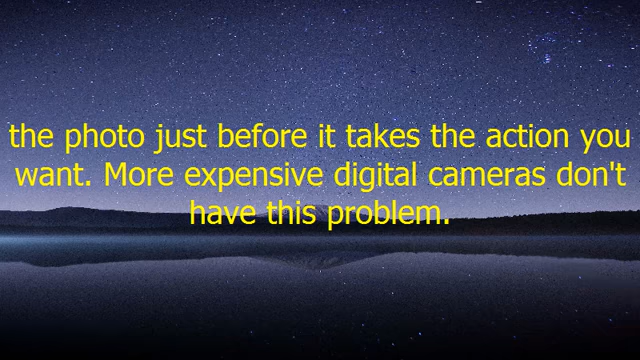 the photo just before it takes the action you
want. More expensive digital cameras don't
have this problem.